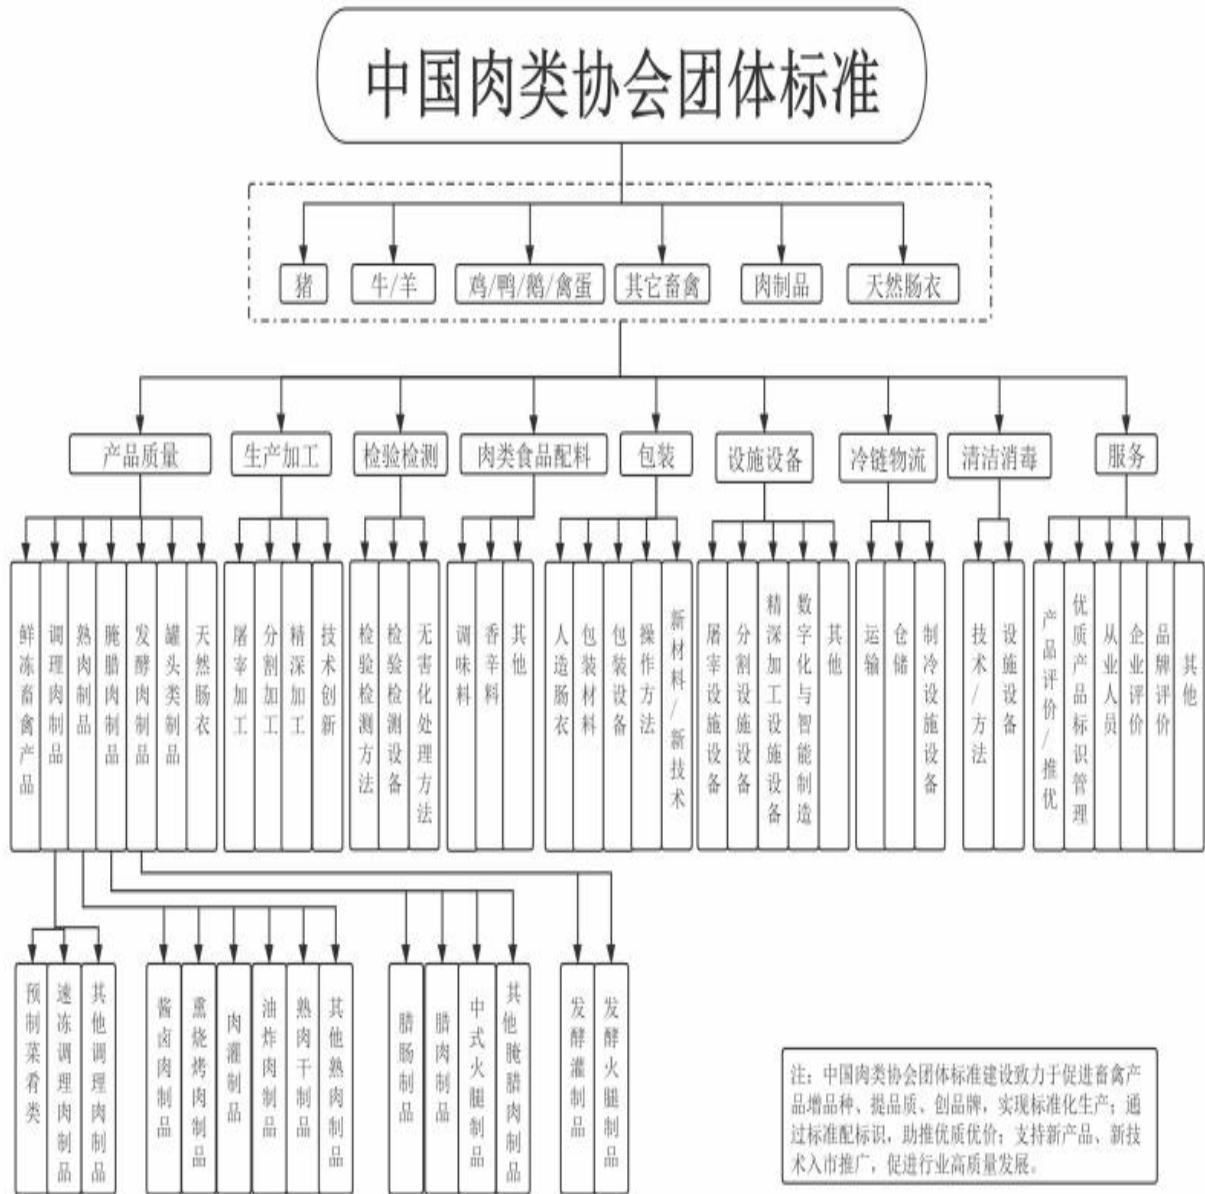 中国肉类协会团体标准
猪
牛/羊
鸡/鸭/鹅/禽蛋
其它畜禽
肉制品
天然肠衣
产品质量
生产加工
检验检测
肉类食品配料
包装
设施设备
冷链物流
清洁消毒
服务
鲜冻畜禽产品
调理肉制品
熟肉制品
腌腊肉制品
发酵肉制品
罐头类制品
天然肠衣
屠宰加工
分割加工
精深加工
技术创新
检验检测方法
检验检测设备
无害化处理方法
调味料
香辛料
其他
人造肠衣
包装材料
包装设备
操作方法
新材料/新技术
屠宰设施设备
分割设施设备
精深加工设施设备
数字化与智能制造
其他
运输
仓储
制冷设施设备
技术/方法
设施设备
产品评价/推优
优质产品标识管理
从业人员
企业评价
品牌评价
其他
预制菜肴类
速冻调理肉制品
其他调理肉制品
酱卤肉制品
熏烧烤肉制品
肉灌制品
油炸肉制品
熟肉干制品
其他熟肉制品
腊肠制品
腊肉制品
中式火腿制品
其他腌腊肉制品
发酵灌制品
发酵火腿制品
注：中国肉类协会团体标准建设致力于促进畜禽产
品增品种、提品质、创品牌，实现标准化生产；通
过标准配标识，助推优质优价；支持新产品、新技
术入市推广，促进行业高质量发展。